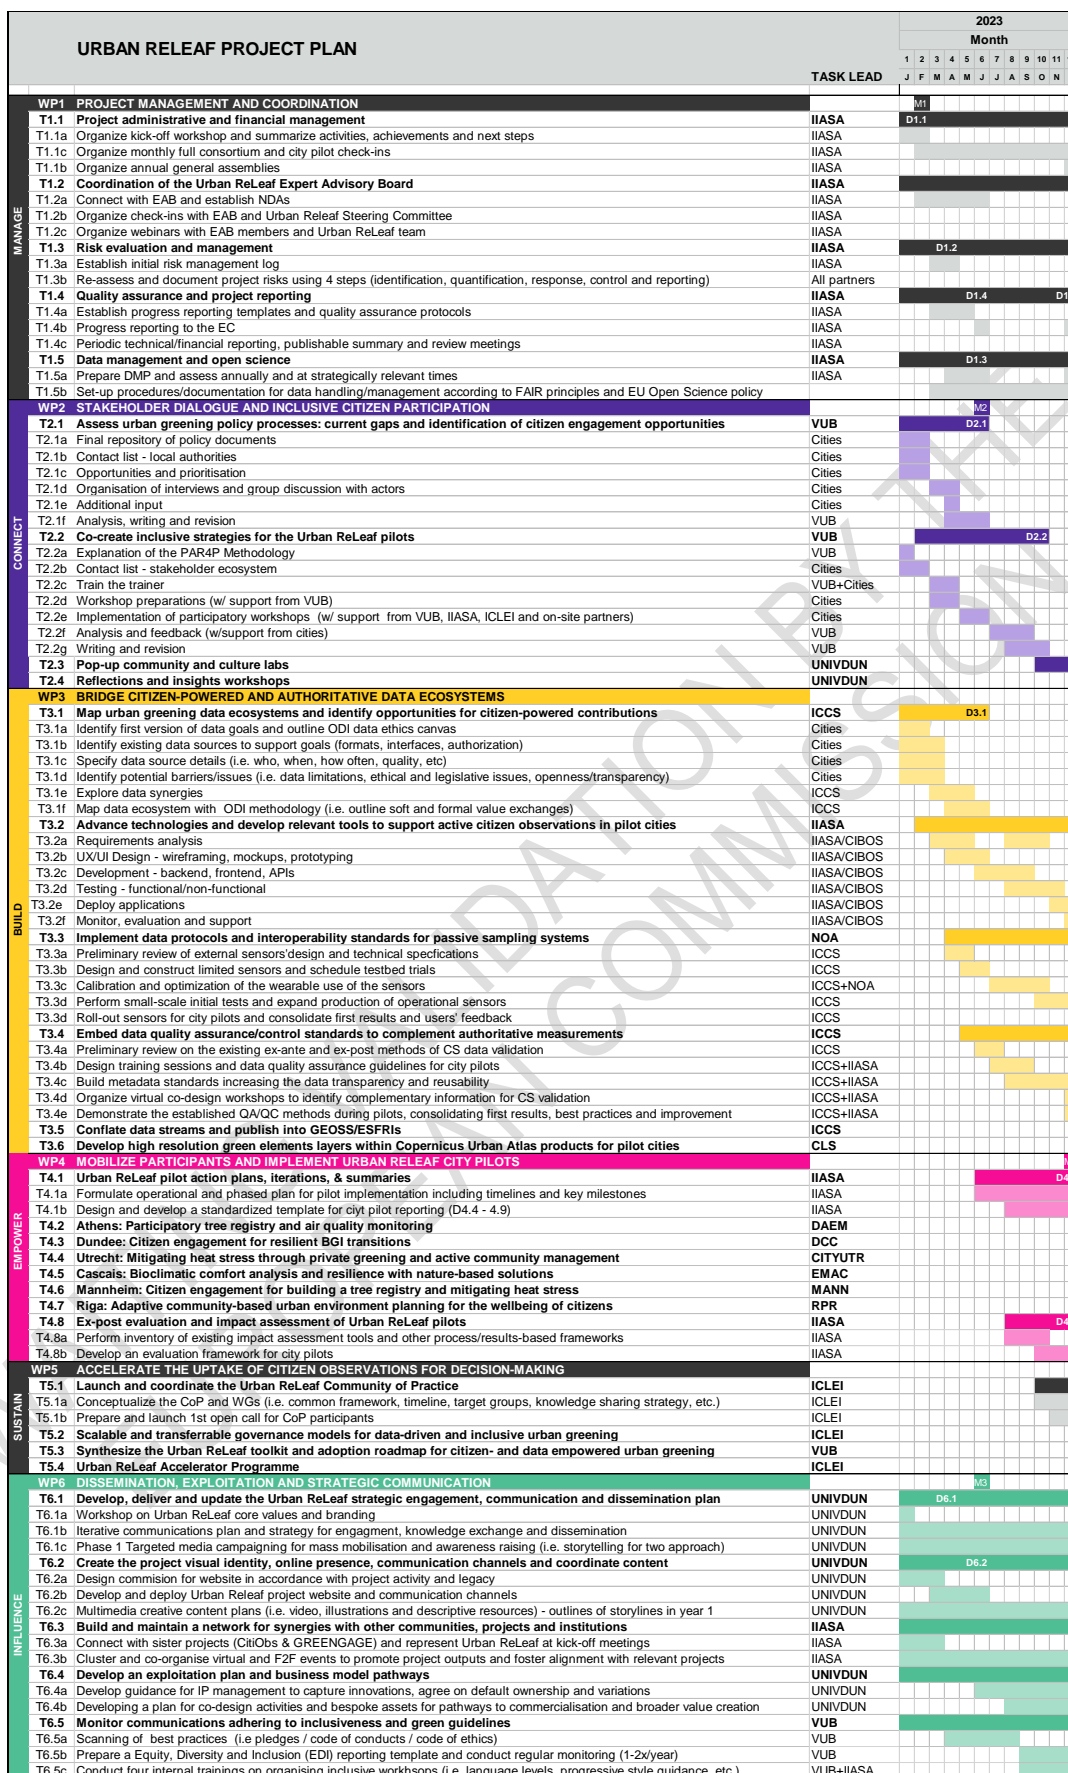 URBAN RELEAF PROJECT PLAN
TASK LEAD
2023
Month
1 2 3 4 5 6 7 8 9 10 11
J F M A M J J A S O N
MANAGE
WP1 PROJECT MANAGEMENT AND COORDINATION M1
T1.1 Project administrative and financial management IIASA D1.1
T1.1a Organize kick-off workshop and summarize activities, achievements and next steps IIASA
T1.1c Organize monthly full consortium and city pilot check-ins IIASA
T1.1b Organize annual general assemblies IIASA
T1.2 Coordination of the Urban ReLeaf Expert Advisory Board IIASA
T1.2a Connect with EAB and establish NDAs IIASA
T1.2b Organize check-ins with EAB and Urban Releaf Steering Committee IIASA
T1.2c Organize webinars with EAB members and Urban ReLeaf team IIASA
T1.3 Risk evaluation and management IIASA D1.2
T1.3a Establish initial risk management log IIASA
T1.3b Re-assess and document project risks using 4 steps (identification, quantification, response, control and reporting) All partners
T1.4 Quality assurance and project reporting IIASA D1.4 D1
T1.4a Establish progress reporting templates and quality assurance protocols IIASA
T1.4b Progress reporting to the EC IIASA
T1.4c Periodic technical/financial reporting, publishable summary and review meetings IIASA
T1.5 Data management and open science IIASA D1.3
T1.5a Prepare DMP and assess annually and at strategically relevant times IIASA
T1.5b Set-up procedures/documentation for data handling/management according to FAIR principles and EU Open Science policy
CONNECT
WP2 STAKEHOLDER DIALOGUE AND INCLUSIVE CITIZEN PARTICIPATION M2
T2.1 Assess urban greening policy processes: current gaps and identification of citizen engagement opportunities VUB D2.1
T2.1a Final repository of policy documents Cities
T2.1b Contact list - local authorities Cities
T2.1c Opportunities and prioritisation Cities
T2.1d Organisation of interviews and group discussion with actors Cities
T2.1e Additional input Cities
T2.1f Analysis, writing and revision VUB
T2.2 Co-create inclusive strategies for the Urban ReLeaf pilots VUB D2.2
T2.2a Explanation of the PAR4P Methodology VUB
T2.2b Contact list - stakeholder ecosystem Cities
T2.2c Train the trainer VUB+Cities
T2.2d Workshop preparations (w/ support from VUB) Cities
T2.2e Implementation of participatory workshops (w/ support from VUB, IIASA, ICLEI and on-site partners) Cities
T2.2f Analysis and feedback (w/support from cities) VUB
T2.2g Writing and revision VUB
T2.3 Pop-up community and culture labs UNIVDUN
T2.4 Reflections and insights workshops UNIVDUN
BUILD
WP3 BRIDGE CITIZEN-POWERED AND AUTHORITATIVE DATA ECOSYSTEMS
T3.1 Map urban greening data ecosystems and identify opportunities for citizen-powered contributions ICCS D3.1
T3.1a Identify first version of data goals and outline ODI data ethics canvas Cities
T3.1b Identify existing data sources to support goals (formats, interfaces, authorization) Cities
T3.1c Specify data source details (i.e. who, when, how often, quality, etc) Cities
T3.1d Identify potential barriers/issues (i.e. data limitations, ethical and legislative issues, openness/transparency) Cities
T3.1e Explore data synergies ICCS
T3.1f Map data ecosystem with ODI methodology (i.e. outline soft and formal value exchanges) ICCS
T3.2 Advance technologies and develop relevant tools to support active citizen observations in pilot cities IIASA
T3.2a Requirements analysis IIASA/CIBOS
T3.2b UX/UI Design - wireframing, mockups, prototyping IIASA/CIBOS
T3.2c Development - backend, frontend, APIs IIASA/CIBOS
T3.2d Testing - functional/non-functional IIASA/CIBOS
T3.2e Deploy applications IIASA/CIBOS
T3.2f Monitor, evaluation and support IIASA/CIBOS
T3.3 Implement data protocols and interoperability standards for passive sampling systems NOA
T3.3a Preliminary review of external sensors'design and technical specfications ICCS
T3.3b Design and construct limited sensors and schedule testbed trials ICCS
T3.3c Calibration and optimization of the wearable use of the sensors ICCS+NOA
T3.3d Perform small-scale initial tests and expand production of operational sensors ICCS
T3.3d Roll-out sensors for city pilots and consolidate first results and users' feedback ICCS
T3.4 Embed data quality assurance/control standards to complement authoritative measurements ICCS
T3.4a Preliminary review on the existing ex-ante and ex-post methods of CS data validation ICCS
T3.4b Design training sessions and data quality assurance guidelines for city pilots ICCS+IIASA
T3.4c Build metadata standards increasing the data transparency and reusability ICCS+IIASA
T3.4d Organize virtual co-design workshops to identify complementary information for CS validation ICCS+IIASA
T3.4e Demonstrate the established QA/QC methods during pilots, consolidating first results, best practices and improvement ICCS+IIASA
T3.5 Conflate data streams and publish into GEOSS/ESFRIs ICCS
T3.6 Develop high resolution green elements layers within Copernicus Urban Atlas products for pilot cities CLS
EMPOWER
WP4 MOBILIZE PARTICIPANTS AND IMPLEMENT URBAN RELEAF CITY PILOTS
T4.1 Urban ReLeaf pilot action plans, iterations, & summaries IIASA D4
T4.1a Formulate operational and phased plan for pilot implementation including timelines and key milestones IIASA
T4.1b Design and develop a standardized template for ciyt pilot reporting (D4.4 - 4.9) IIASA
T4.2 Athens: Participatory tree registry and air quality monitoring DAEM
T4.3 Dundee: Citizen engagement for resilient BGI transitions DCC
T4.4 Utrecht: Mitigating heat stress through private greening and active community management CITYUTR
T4.5 Cascais: Bioclimatic comfort analysis and resilience with nature-based solutions EMAC
T4.6 Mannheim: Citizen engagement for building a tree registry and mitigating heat stress MANN
T4.7 Riga: Adaptive community-based urban environment planning for the wellbeing of citizens RPR
T4.8 Ex-post evaluation and impact assessment of Urban ReLeaf pilots IIASA D4
T4.8a Perform inventory of existing impact assessment tools and other process/results-based frameworks IIASA
T4.8b Develop an evaluation framework for city pilots IIASA
SUSTAIN
WP5 ACCELERATE THE UPTAKE OF CITIZEN OBSERVATIONS FOR DECISION-MAKING
T5.1 Launch and coordinate the Urban ReLeaf Community of Practice ICLEI
T5.1a Conceptualize the CoP and WGs (i.e. common framework, timeline, target groups, knowledge sharing strategy, etc.) ICLEI
T5.1b Prepare and launch 1st open call for CoP participants ICLEI
T5.2 Scalable and transferrable governance models for data-driven and inclusive urban greening ICLEI
T5.3 Synthesize the Urban ReLeaf toolkit and adoption roadmap for citizen- and data empowered urban greening VUB
T5.4 Urban ReLeaf Accelerator Programme ICLEI
INFLUENCE
WP6 DISSEMINATION, EXPLOITATION AND STRATEGIC COMMUNICATION M3
T6.1 Develop, deliver and update the Urban ReLeaf strategic engagement, communication and dissemination plan UNIVDUN D6.1
T6.1a Workshop on Urban ReLeaf core values and branding UNIVDUN
T6.1b Iterative communications plan and strategy for engagment, knowledge exchange and dissemination UNIVDUN
T6.1c Phase 1 Targeted media campaigning for mass mobilisation and awareness raising (i.e. storytelling for two approach) UNIVDUN
T6.2 Create the project visual identity, online presence, communication channels and coordinate content UNIVDUN D6.2
T6.2a Design commision for website in accordance with project activity and legacy UNIVDUN
T6.2b Develop and deploy Urban Releaf project website and communication channels UNIVDUN
T6.2c Multimedia creative content plans (i.e. video, illustrations and descriptive resources) - outlines of storylines in year 1 UNIVDUN
T6.3 Build and maintain a network for synergies with other communities, projects and institutions IIASA
T6.3a Connect with sister projects (CitiObs & GREENGAGE) and represent Urban ReLeaf at kick-off meetings IIASA
T6.3b Cluster and co-organise virtual and F2F events to promote project outputs and foster alignment with relevant projects IIASA
T6.4 Develop an exploitation plan and business model pathways UNIVDUN
T6.4a Develop guidance for IP management to capture innovations, agree on default ownership and variations UNIVDUN
T6.4b Developing a plan for co-design activities and bespoke assets for pathways to commercialisation and broader value creation UNIVDUN
T6.5 Monitor communications adhering to inclusiveness and green guidelines VUB
T6.5a Scanning of best practices (i.e pledges / code of conducts / code of ethics) VUB
T6.5b Prepare a Equity, Diversity and Inclusion (EDI) reporting template and conduct regular monitoring (1-2x/year) VUB
T6.5c Conduct four internal trainings on organising inclusive workhsops (i.e. language levels, progressive style guidance, etc.) VUB+IIASA
VALIDATION BY THE
EUROPEAN COMMISSION